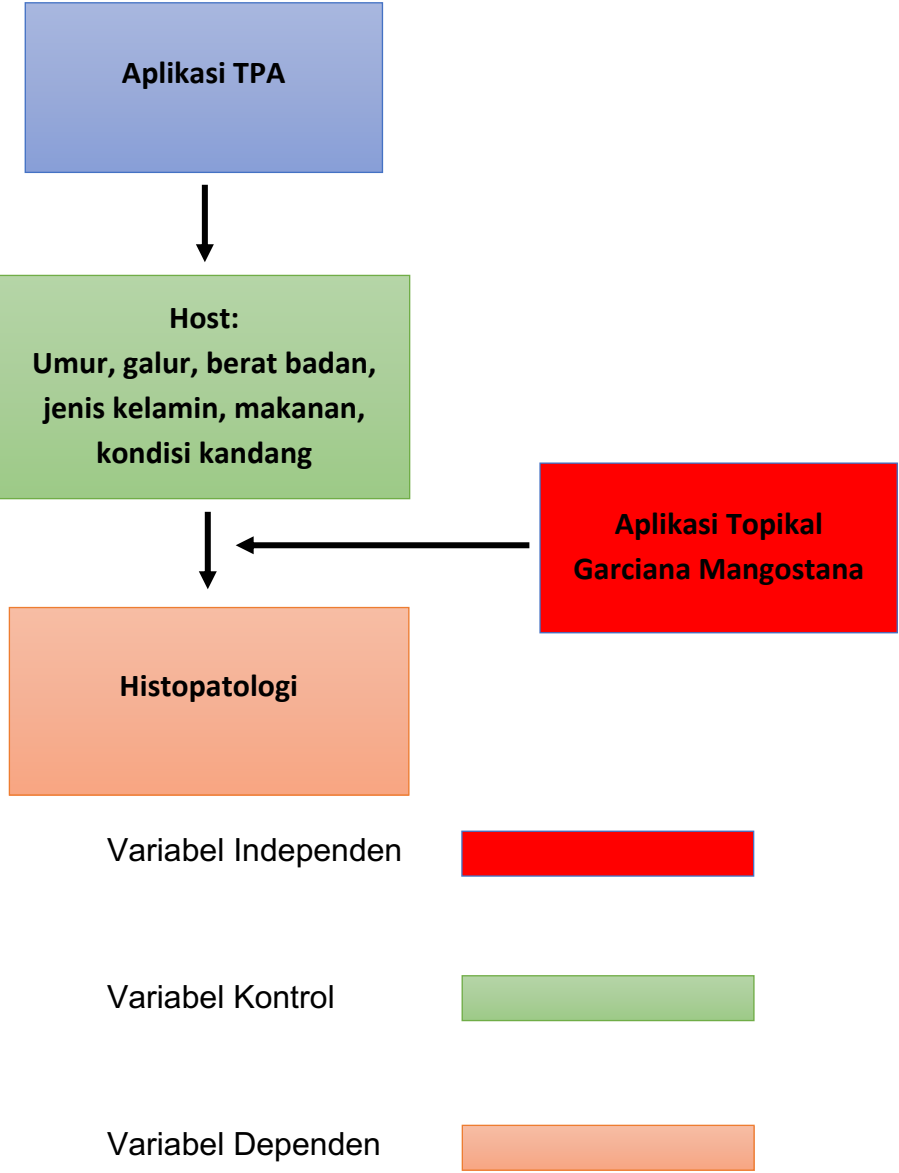 Aplikasi TPA
Host:
Umur, galur, berat badan,
jenis kelamin, makanan,
kondisi kandang
Aplikasi Topikal
Garciana Mangostana
Histopatologi
Variabel Independen
Variabel Kontrol
Variabel Dependen